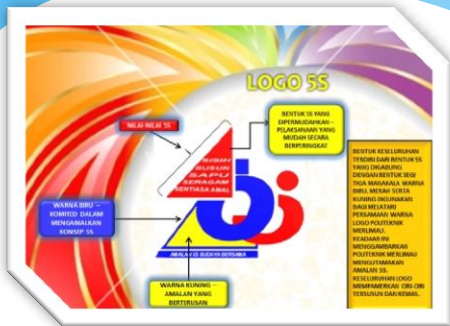 LOGO 5S
NILAI-NILAI 5S
BENTUK 5S YANG
DIPERMUDAHKAN –
PELAKSANAAN YANG
MUDAH SECARA
BERPERINGKAT
SISIH
SUSUN
SAPU
SERAGAM
SENTIASA AMAL
WARNA BIRU –
KOMITED DALAM
MENGAMALKAN
KONSEP 5S
AMALAN 5S BUDAYA BERSAMA
WARNA KUNING –
AMALAN YANG
BERTERUSAN
BENTUK KESELURUHAN
TERDIRI DARI BENTUK 5S
YANG DIGABUNG
DENGAN BENTUK SEGI
TIGA MANAKALA WARNA
BIRU, MERAH SERTA
KUNING DIGUNAKAN
BAGI MELATARI
PERSAMAAN WARNA
LOGO POLITEKNIK
MERLIMAU.
KEADAAN INI
MENGGAMBARKAN
POLITEKNIK MERLIMAU
MENGUTAMAKAN
AMALAN 5S.
KESELURUHAN LOGO
MEMPAMERKAN CIRI-CIRI
TERSUSUN DAN KEMAS.